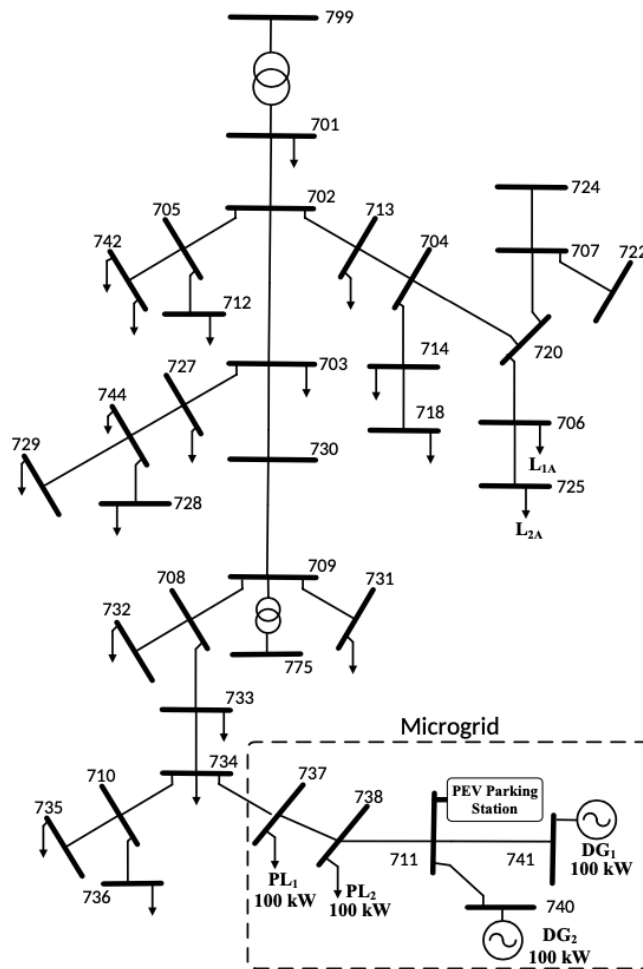 799
701
702
705
713
724
742
704
707
722
712
720
703
714
727
744
718
706
L1A
729
730
725
728
L2A
709
708
731
732
775
733
Microgrid
710
734
737
738
PEV Parking
Station
735
PL1
100 kW
PL2
100 kW
711
741
DG1
100 kW
736
740
DG2
100 kW